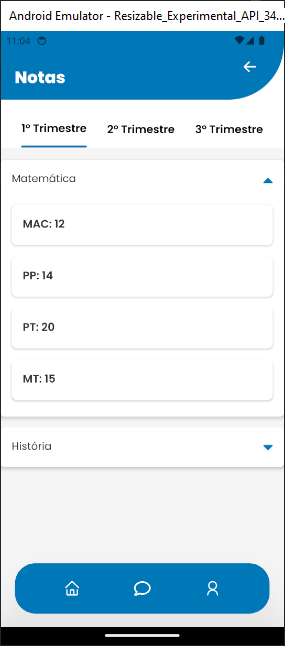 Android Emulator - Resizable_Experimental_API_34...
11:04
Notas
1º Trimestre 2º Trimestre 3º Trimestre
Matemática
MAC: 12
PP: 14
PT: 20
MT: 15
História